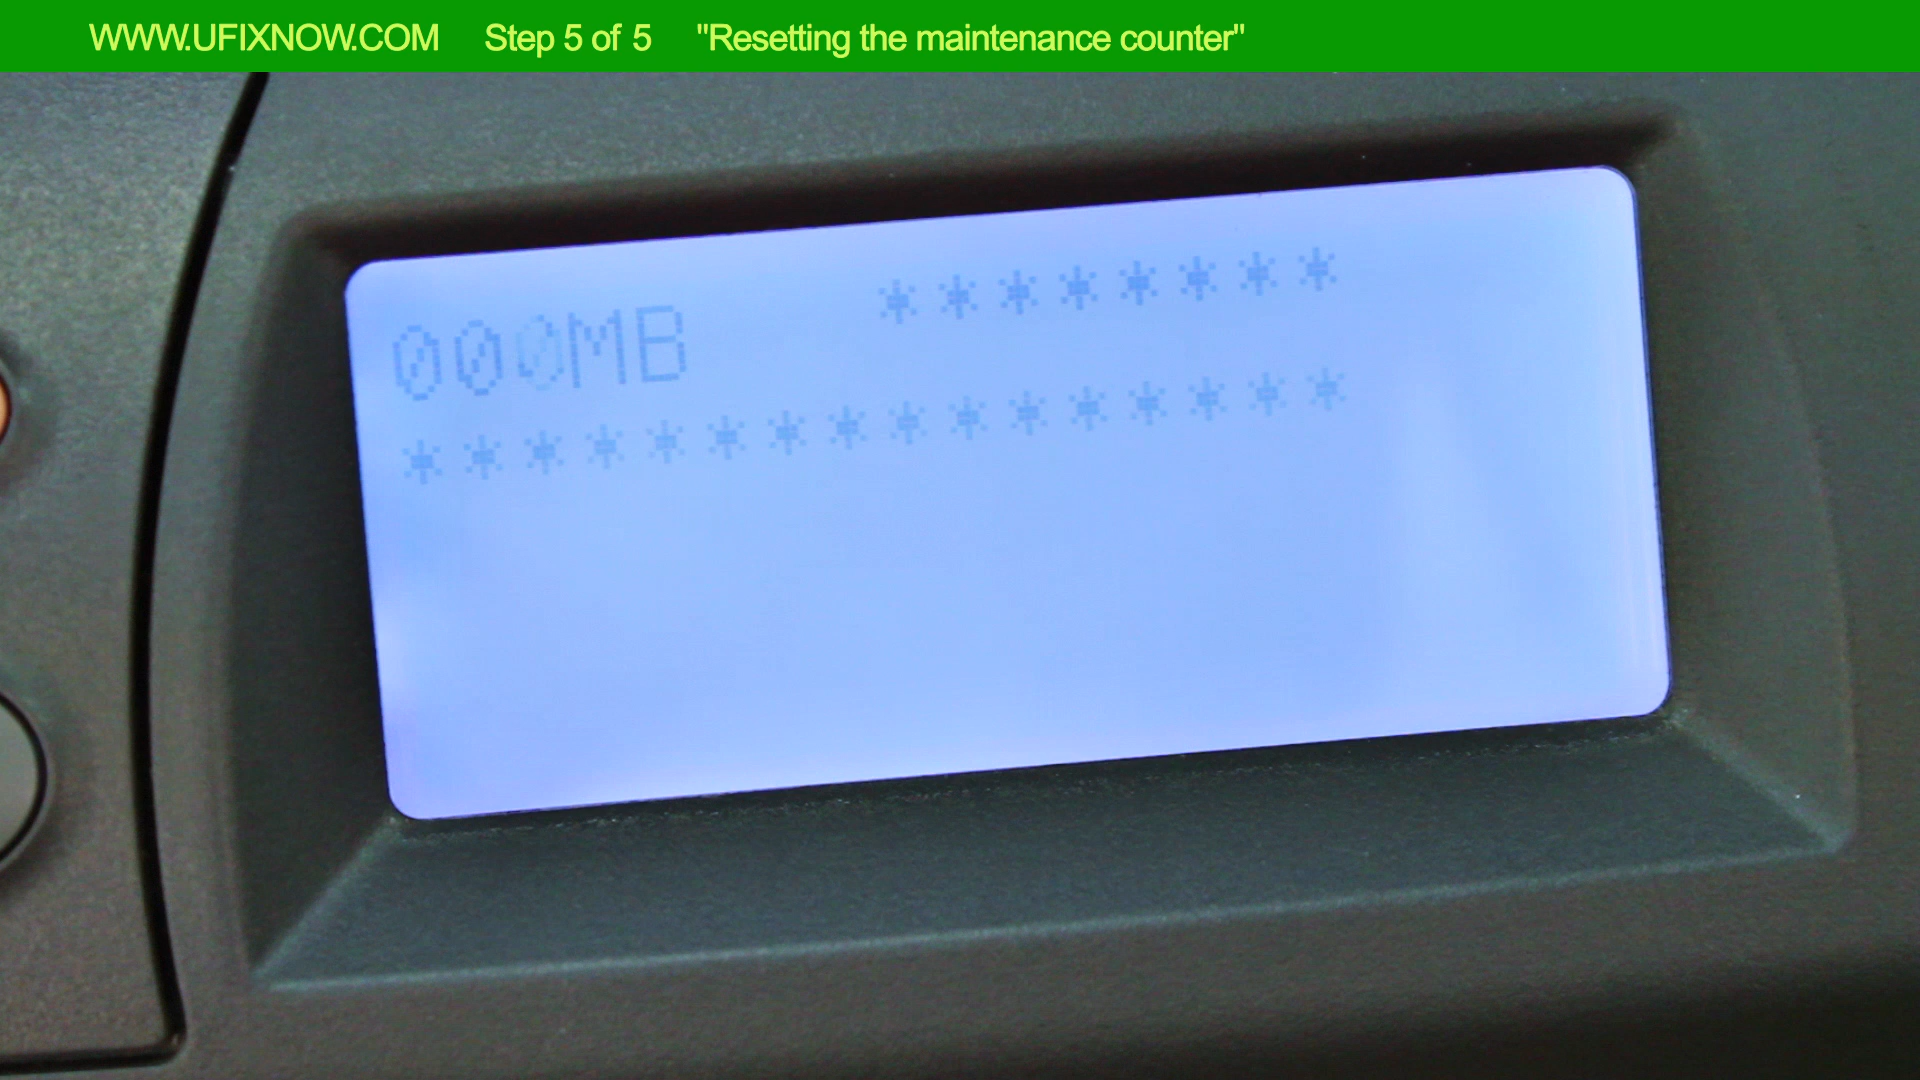 WWW.UFIXNOW.COM Step 5 of 5 "Resetting the maintenance counter"
000MB ********
****************